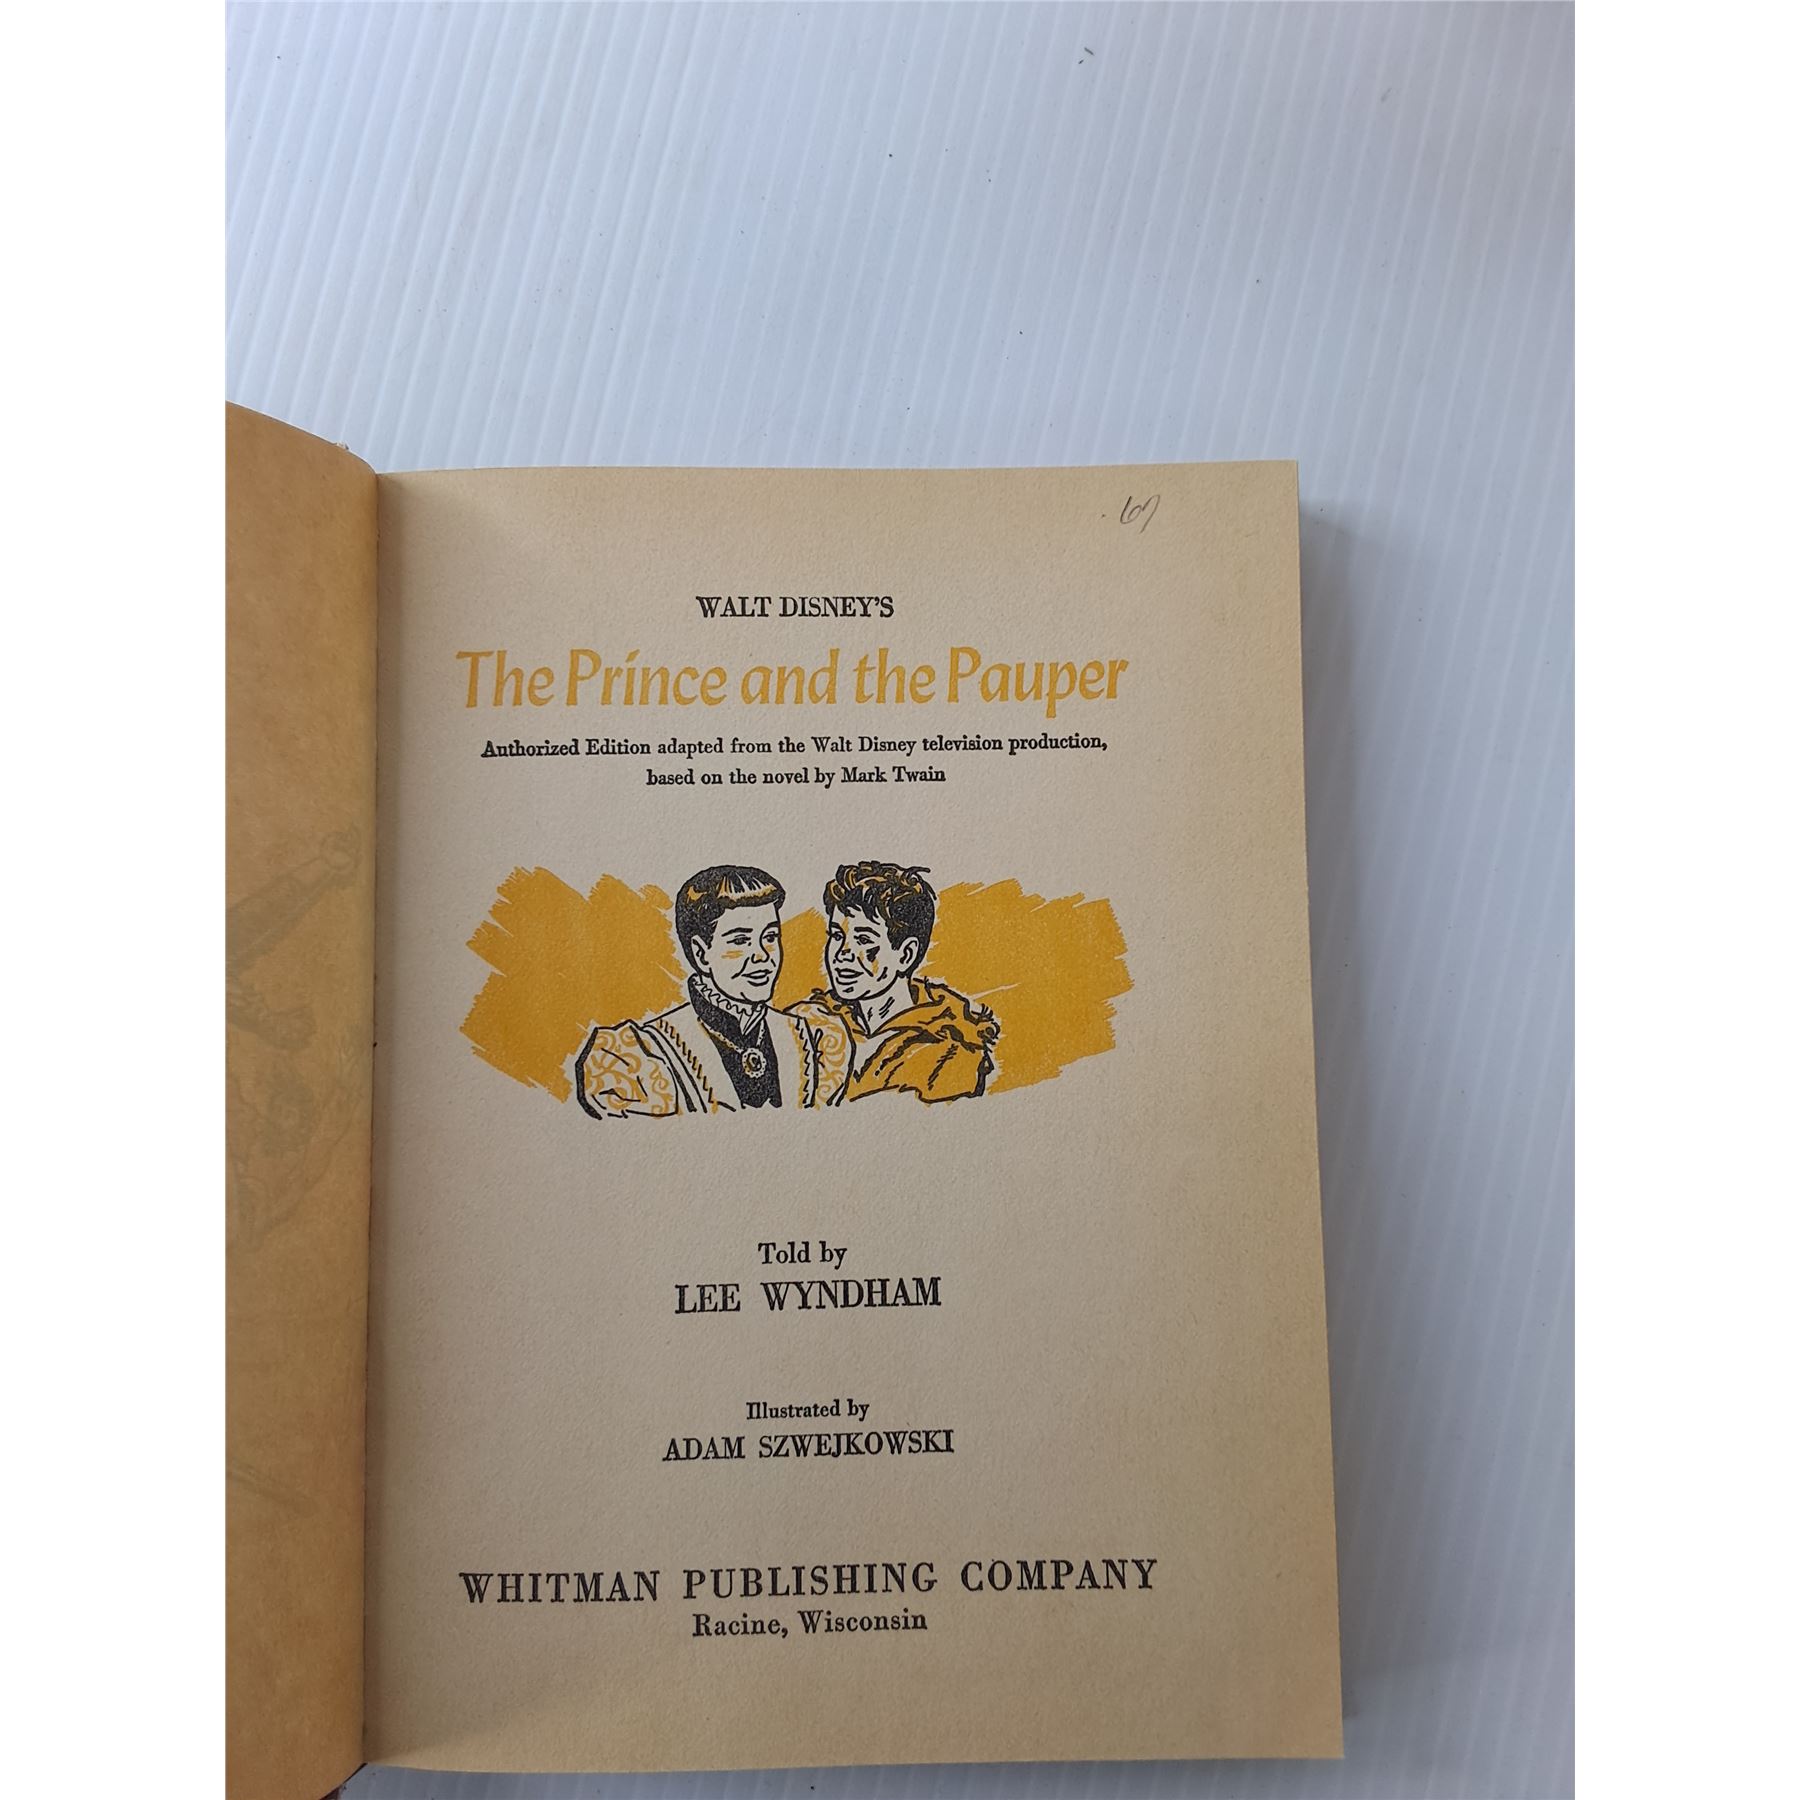 .67
WALT DISNEY'S
The Prince and the Pauper
Authorized Edition adapted from the Walt Disney television production,
based on the novel by Mark Twain
Told by
LEE WYNDHAM
Illustrated by
ADAM SZWEJKOWSKI
WHITMAN PUBLISHING COMPANY
Racine, Wisconsin